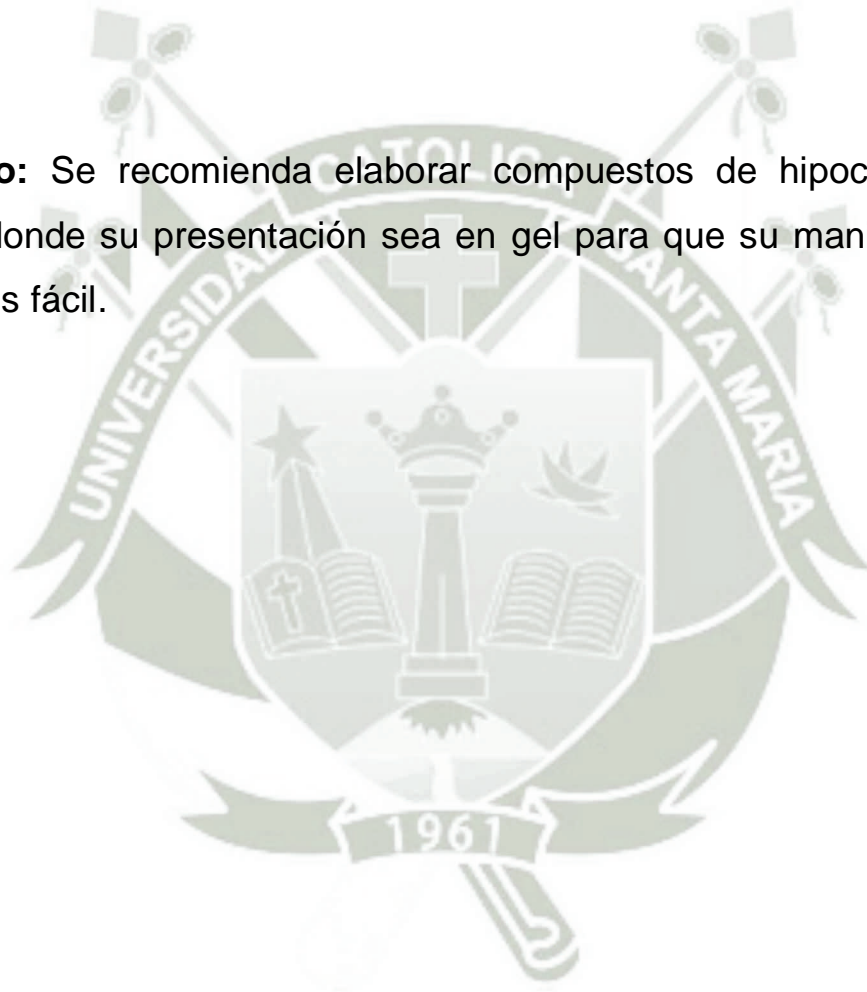 o: Se recomienda elaborar compuestos de hipoc
donde su presentación sea en gel para que su man
s fácil.
UNIVERSIDAD CATOLICA SANTA MARIA
1961